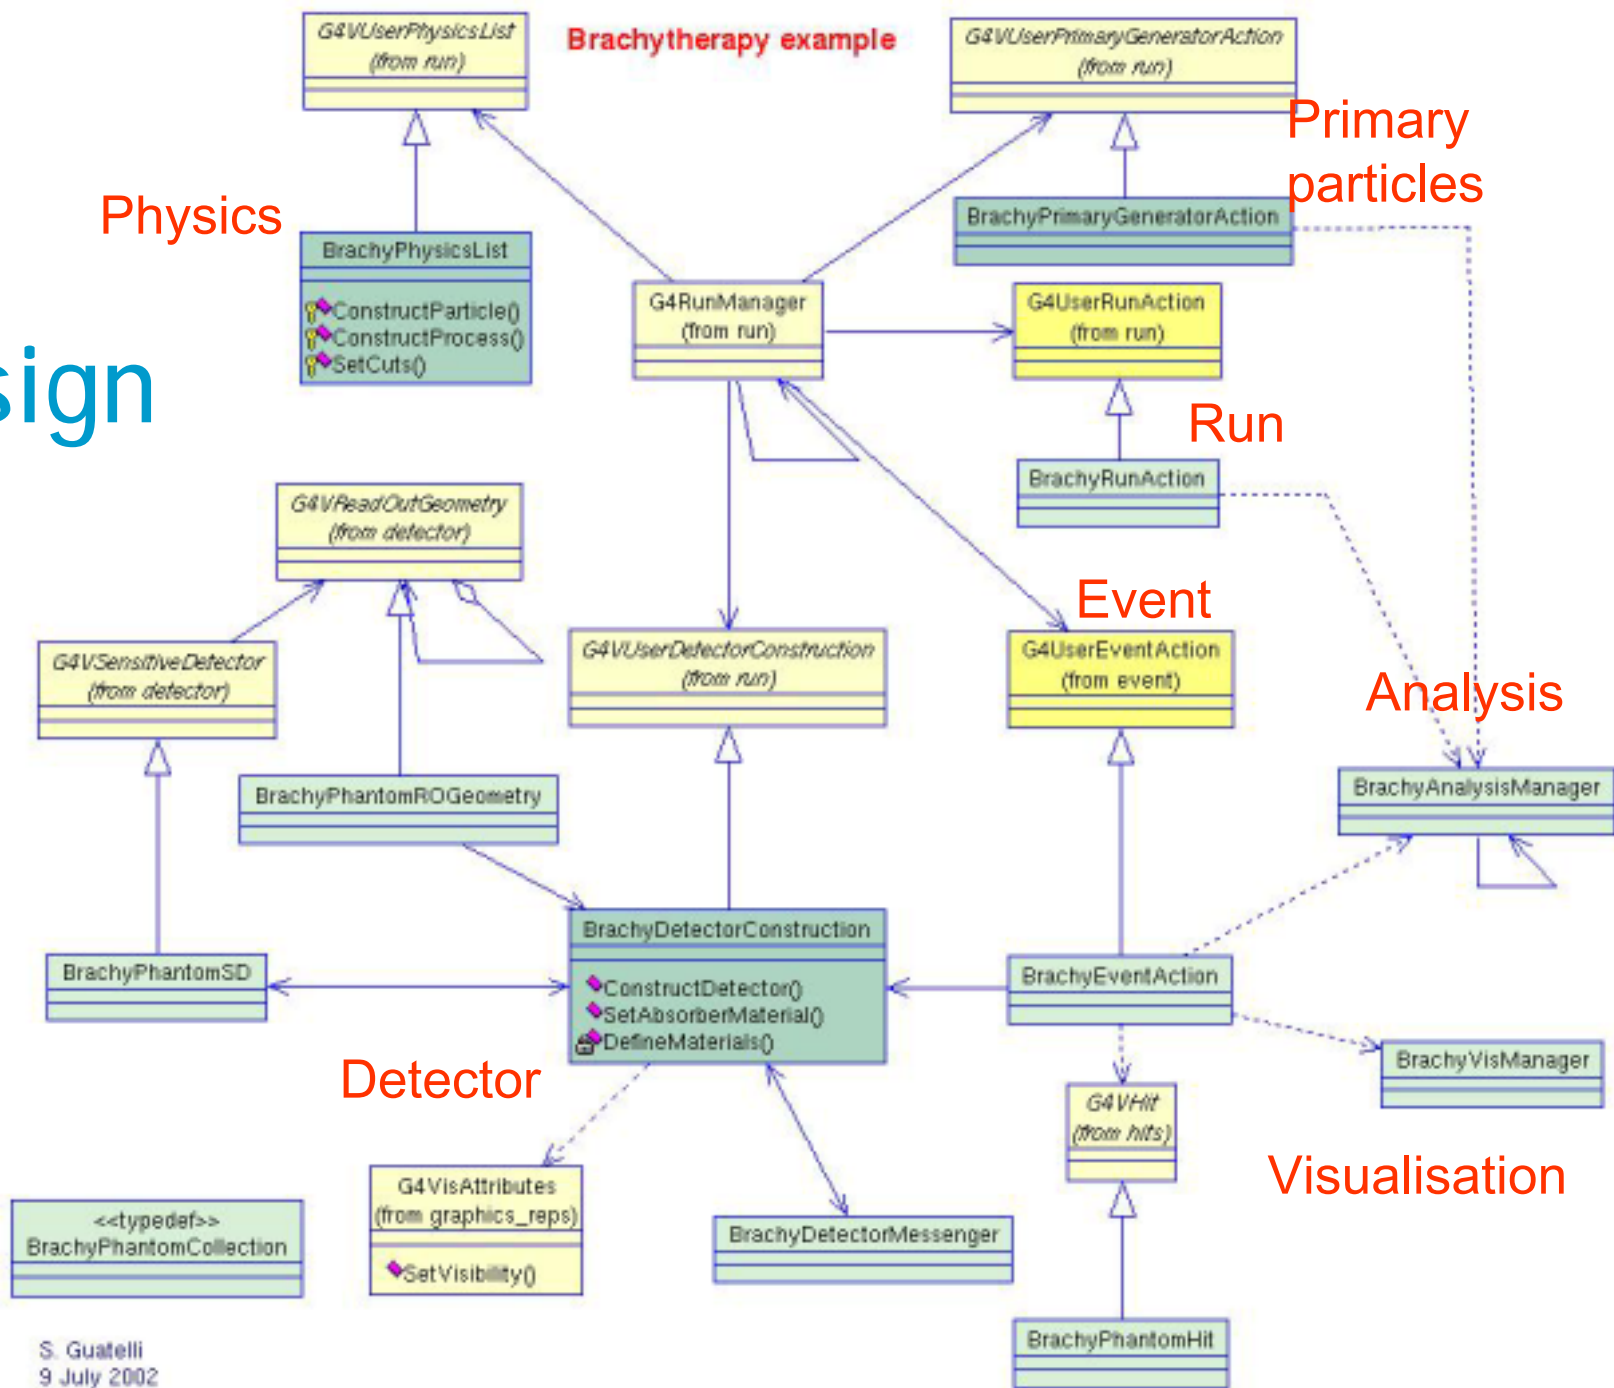 G4VUserPhysicsList
(from run)
Brachytherapy example
G4VUserPrimaryGeneratorAction
(from run)
Primary
particles
Physics
BrachyPhysicsList
ConstructParticle()
ConstructProcess()
SetCuts()
BrachyPrimaryGeneratorAction
G4RunManager
(from run)
G4UserRunAction
(from run)
sign
Run
BrachyRunAction
G4VReadOutGeometry
(from detector)
Event
G4VSensitiveDetector
(from detector)
G4VUserDetectorConstruction
(from run)
G4UserEventAction
(from event)
Analysis
BrachyPhantomROGeometry
BrachyAnalysisManager
BrachyDetectorConstruction
ConstructDetector()
SetAbsorberMaterial()
DefineMaterials()
BrachyPhantomSD
BrachyEventAction
Detector
BrachyVisManager
G4VHit
(from hits)
Visualisation
G4VisAttributes
(from graphics_reps)
SetVisibility()
<<typedef>>
BrachyPhantomCollection
BrachyDetectorMessenger
BrachyPhantomHit
S. Guatelli
9 July 2002